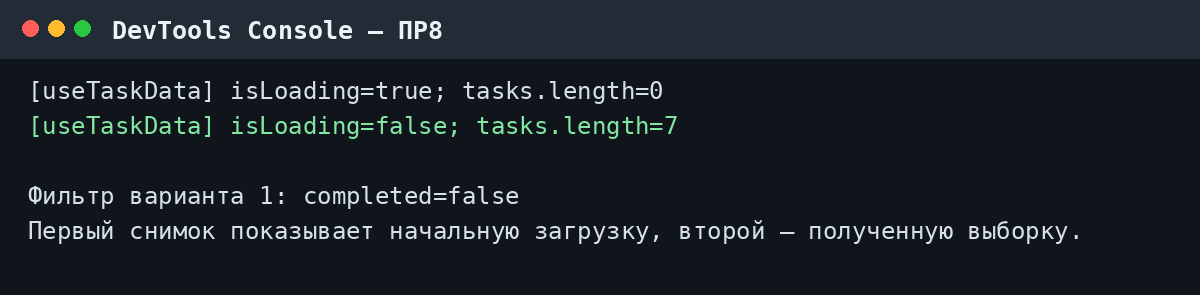 DevTools Console — ПР8
[useTaskData] isLoading=true; tasks.length=0
[useTaskData] isLoading=false; tasks.length=7
Фильтр варианта 1: completed=false
Первый снимок показывает начальную загрузку, второй — полученную выборку.